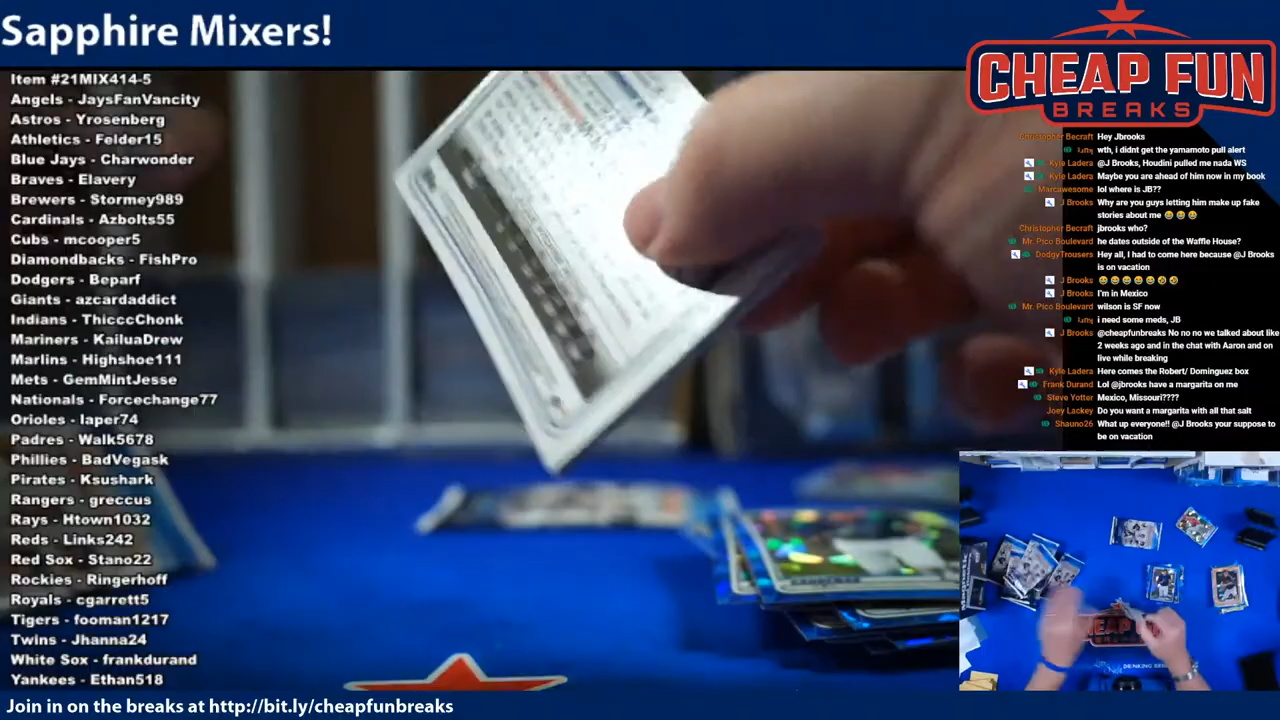 Sapphire Mixers!
Item #21MIX414-5
Angels - JaysFanVancity
Astros - Yrosenberg
Athletics - Felder15
Blue Jays - Charwonder
Braves - Elavery
Brewers - Stormey989
Cardinals - Azbolts55
Cubs - mcooper5
Diamondbacks - FishPro
Dodgers - Beparf
Giants - azcardaddict
Indians - ThicccChonk
Mariners - KailuaDrew
Marlins - Highshoe111
Mets - GemMintJesse
Nationals - Forcechange77
Orioles - laper74
Padres - Walk5678
Phillies - BadVegask
Pirates - Ksushark
Rangers - greccus
Rays - Htown1032
Reds - Links242
Red Sox - Stano22
Rockies - Ringerhoff
Royals - cgarrett5
Tigers - fooman1217
Twins - Jhanna24
White Sox - frankdurand
Yankees - Ethan518
Join in on the breaks at http://bit.ly/cheapfunbreaks
CHEAP FUN
BREAKS
Christopher Becraft Hey Jbrooks
wth, i didnt get the yamamoto pull alert
Kyle Ladera @J Brooks, Houdini pulled me nada WS
Kyle Ladera Maybe you are ahead of him now in my book
Marcawesome lol where is JB??
J Brooks Why are you guys letting him make up fake
stories about me 😂 😂 😂
Christopher Becraft jbrooks who?
Mr. Pico Boulevard he dates outside of the Waffle House?
DodgyTrousers Hey all, I had to come here because @J Brooks
is on vacation
J Brooks 😂 😂 😂 😂 😂 🤣 🤣
J Brooks I'm in Mexico
Mr. Pico Boulevard wilson is SF now
i need some meds, JB
J Brooks @cheapfunbreaks No no no we talked about like
2 weeks ago and in the chat with Aaron and on
live while breaking
Kyle Ladera Here comes the Robert/ Dominguez box
Frank Durand Lol @jbrooks have a margarita on me
Steve Yotter Mexico, Missouri????
Joey Lackey Do you want a margarita with all that salt
Shauno26 What up everyone!! @J Brooks your suppose to
be on vacation
CHEAP FUN